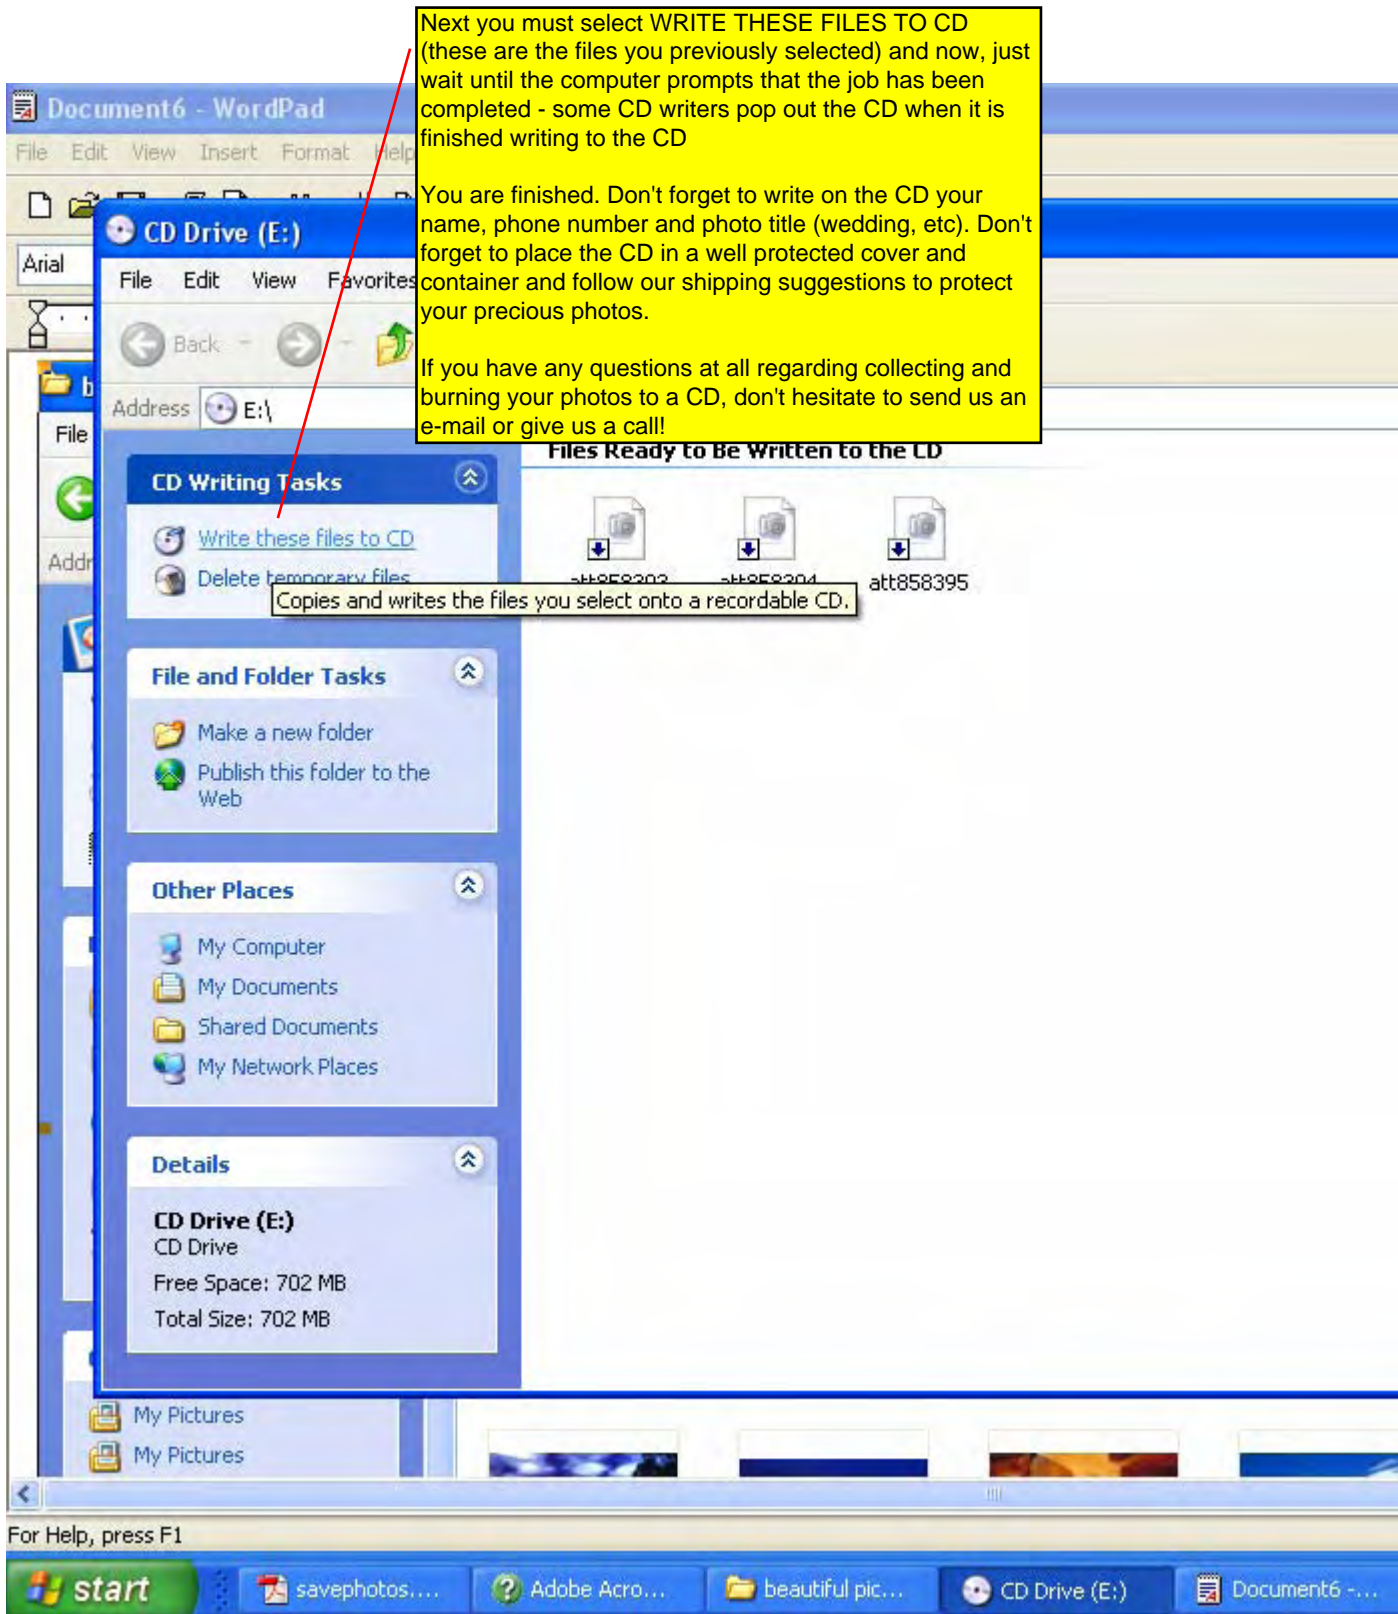 Next you must select WRITE THESE FILES TO CD
(these are the files you previously selected) and now, just
wait until the computer prompts that the job has been
completed - some CD writers pop out the CD when it is
finished writing to the CD
You are finished. Don't forget to write on the CD your
name, phone number and photo title (wedding, etc). Don't
forget to place the CD in a well protected cover and
container and follow our shipping suggestions to protect
your precious photos.
If you have any questions at all regarding collecting and
burning your photos to a CD, don't hesitate to send us an
e-mail or give us a call!
Document6 - WordPad
File Edit View Insert Format Help
Arial
CD Drive (E:)
File Edit View Favorites
Back
Address E:\
File
CD Writing Tasks
Write these files to CD
Delete temporary files
Copies and writes the files you select onto a recordable CD.
Files Ready to Be Written to the CD
att858395
File and Folder Tasks
Make a new folder
Publish this folder to the
Web
Other Places
My Computer
My Documents
Shared Documents
My Network Places
Details
CD Drive (E:)
CD Drive
Free Space: 702 MB
Total Size: 702 MB
My Pictures
My Pictures
For Help, press F1
start
savephotos....
Adobe Acro...
beautiful pic...
CD Drive (E:)
Document6 -...